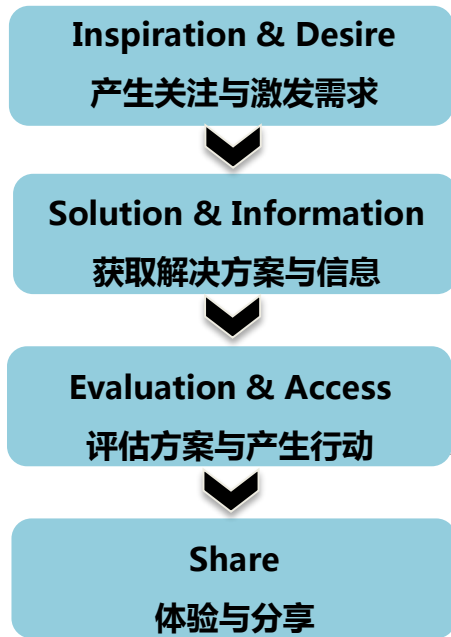 Inspiration & Desire
产生关注与激发需求
Solution & Information
获取解决方案与信息
Evaluation & Access
评估方案与产生行动
Share
体验与分享